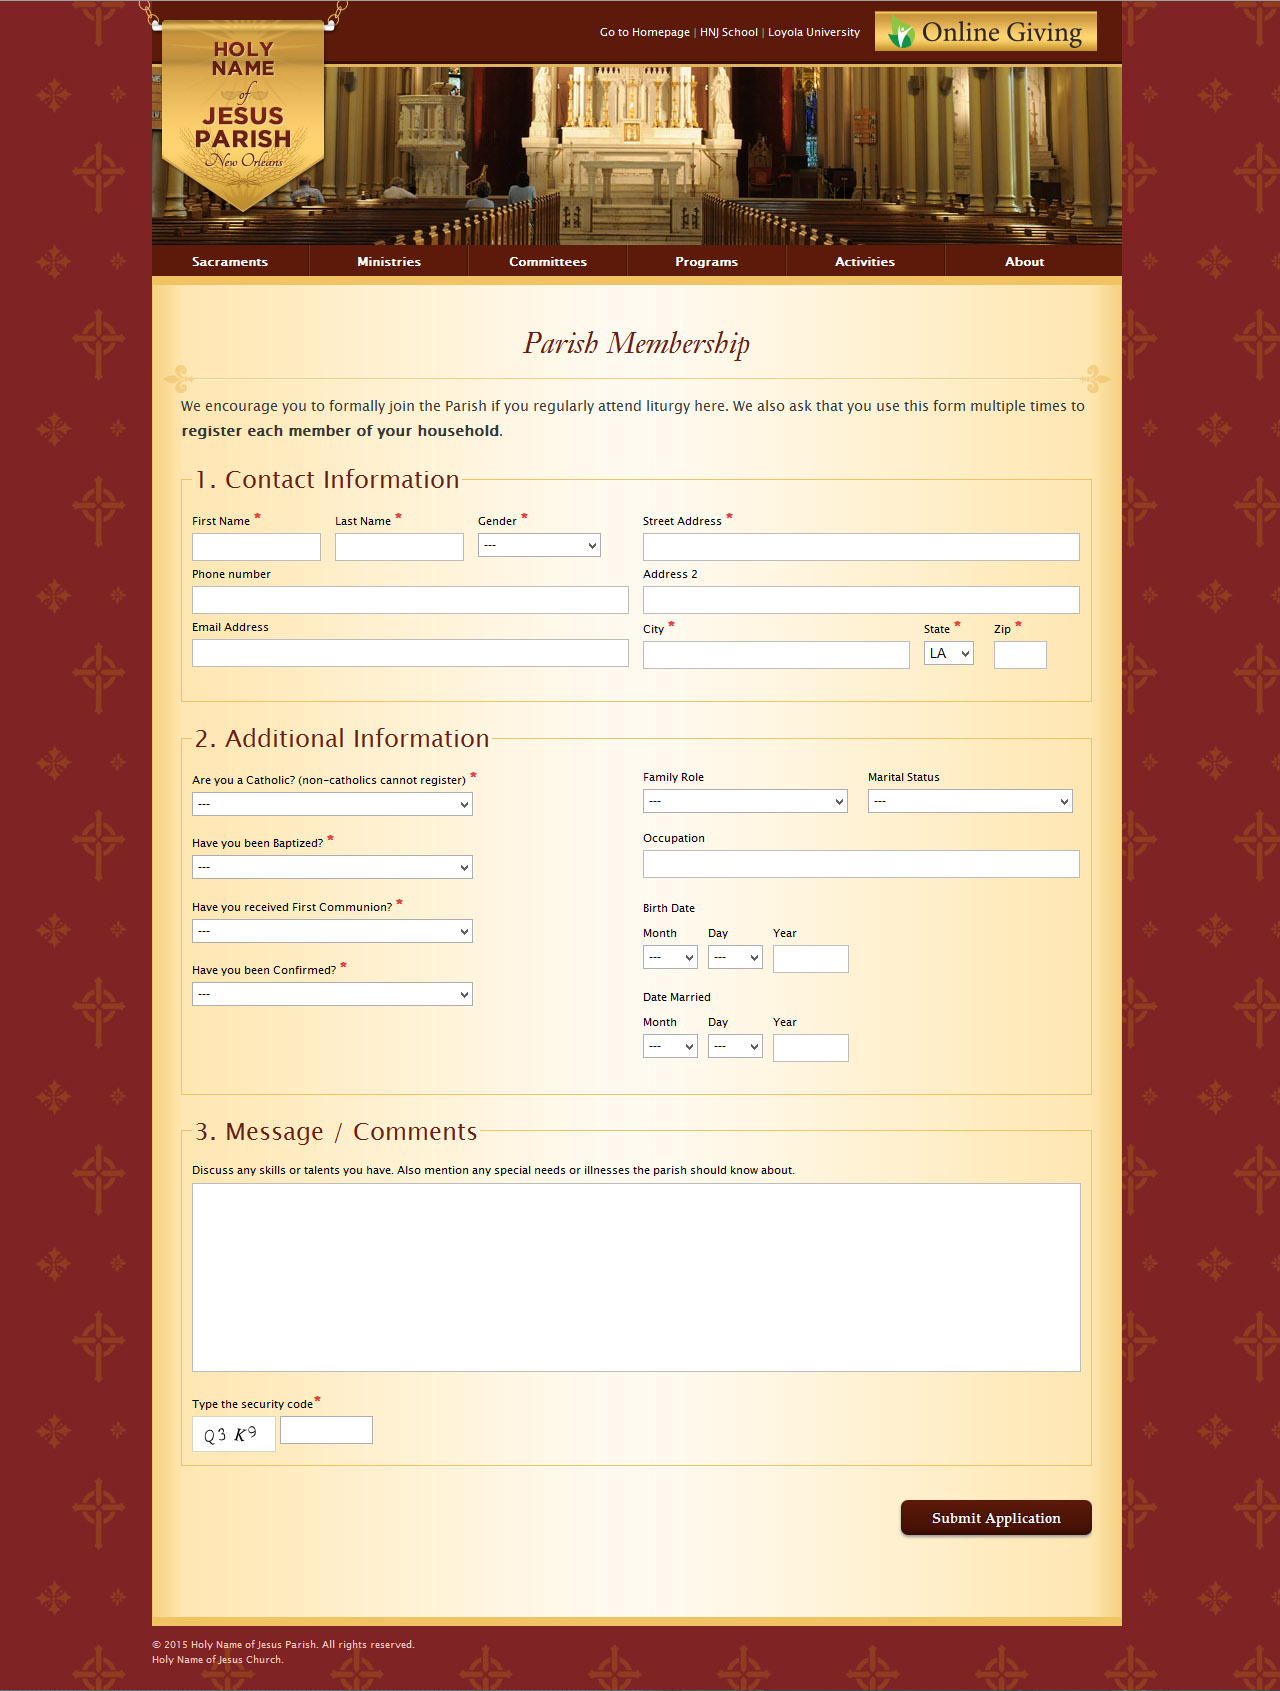 Go to Homepage | HNJ School | Loyola University
Online Giving
HOLY
NAME
of
JESUS
PARISH
New Orleans
Sacraments Ministries Committees Programs Activities About
Parish Membership
We encourage you to formally join the Parish if you regularly attend liturgy here. We also ask that you use this form multiple times to
register each member of your household.
1. Contact Information
First Name * Last Name * Gender * Street Address *
---
Phone number Address 2
Email Address City * State * Zip *
LA
2. Additional Information
Are you a Catholic? (non-catholics cannot register) * Family Role Marital Status
--- --- ---
Have you been Baptized? * Occupation
---
Have you received First Communion? * Birth Date
--- Month Day Year
--- ---
Have you been Confirmed? *
---
Date Married
Month Day Year
--- ---
3. Message / Comments
Discuss any skills or talents you have. Also mention any special needs or illnesses the parish should know about.
Type the security code*
Q3 K9
Submit Application
© 2015 Holy Name of Jesus Parish. All rights reserved.
Holy Name of Jesus Church.